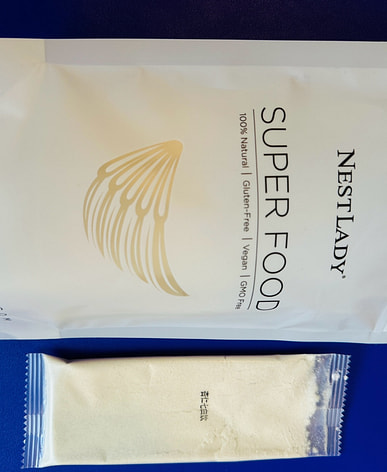 NESTLADY®
SUPER FOOD
100% Natural | Gluten-Free | Vegan | GMO Free